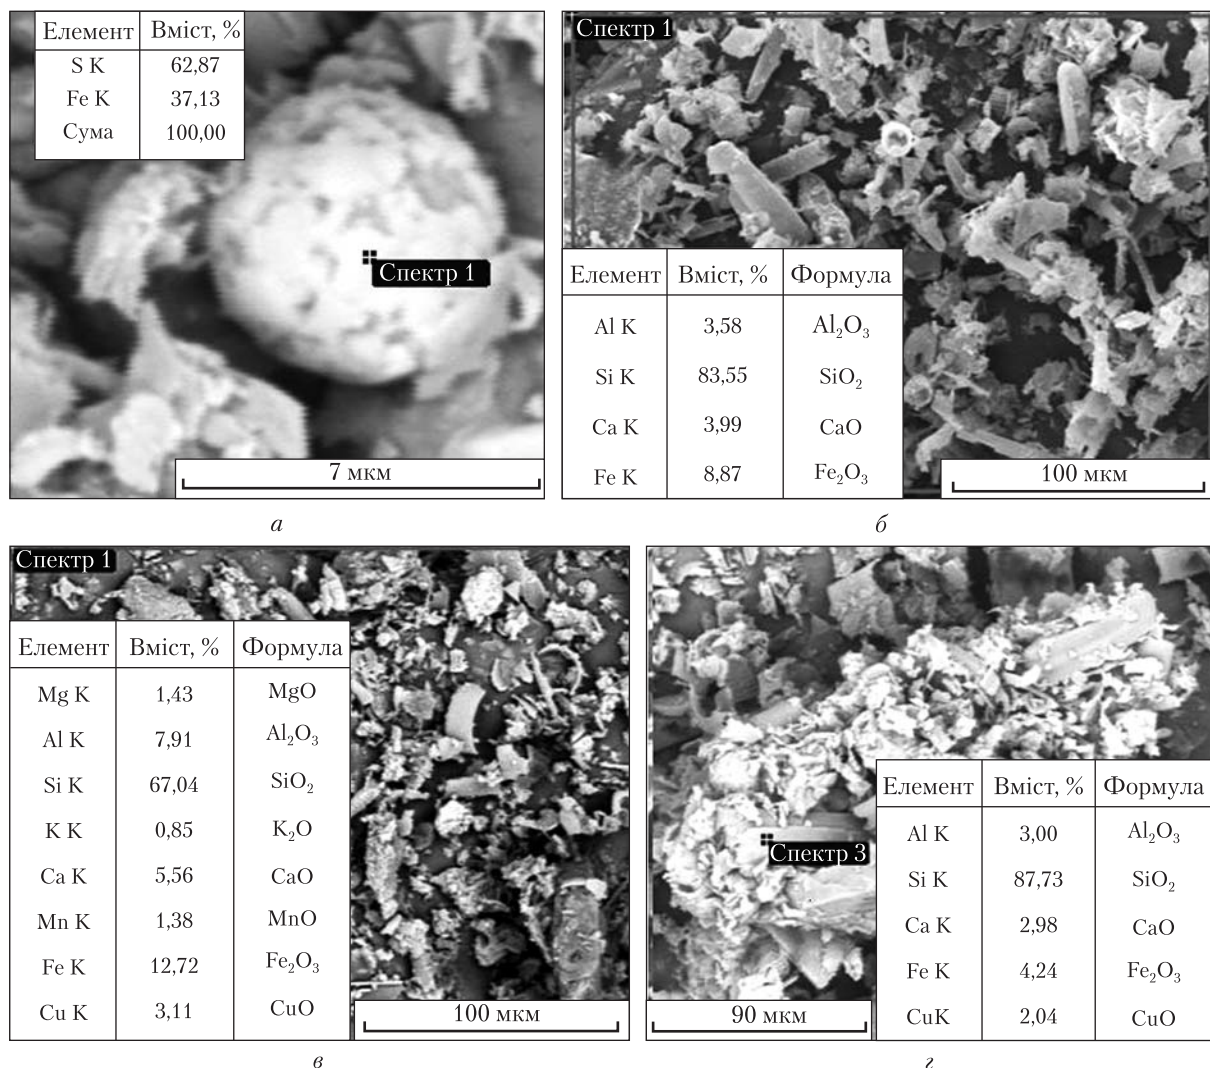 Елемент Вміст, %
S K 62,87
Fe K 37,13
Сума 100,00
Спектр 1
7 мкм
а
Спектр 1
Елемент Вміст, % Формула
Al K 3,58 Al₂O₃
Si K 83,55 SiO₂
Ca K 3,99 CaO
Fe K 8,87 Fe₂O₃
100 мкм
б
Спектр 1
Елемент Вміст, % Формула
Mg K 1,43 MgO
Al K 7,91 Al₂O₃
Si K 67,04 SiO₂
K K 0,85 K₂O
Ca K 5,56 CaO
Mn K 1,38 MnO
Fe K 12,72 Fe₂O₃
Cu K 3,11 CuO
100 мкм
в
Елемент Вміст, % Формула
Al K 3,00 Al₂O₃
Si K 87,73 SiO₂
Ca K 2,98 CaO
Fe K 4,24 Fe₂O₃
CuK 2,04 CuO
Спектр 3
90 мкм
г